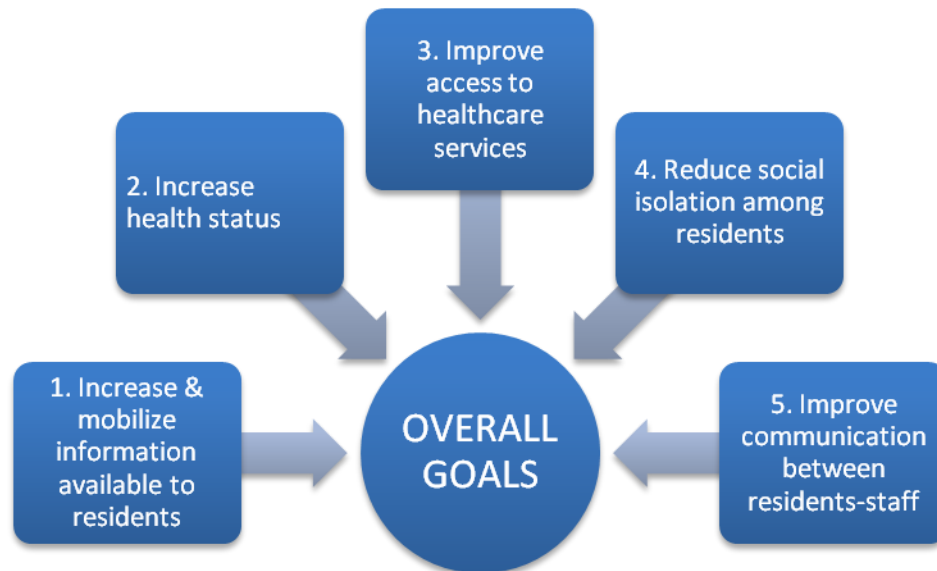 1. Increase &
mobilize
information
available to
residents
2. Increase
health status
3. Improve
access to
healthcare
services
4. Reduce social
isolation among
residents
5. Improve
communication
between
residents-staff
OVERALL
GOALS